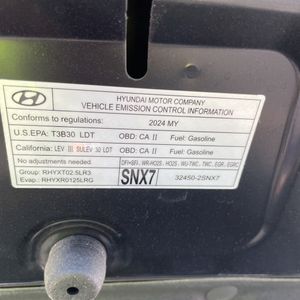 HYUNDAI MOTOR COMPANY
VEHICLE EMISSION CONTROL INFORMATION
Conforms to regulations: 2024 MY
U.S.EPA: T3B30 LDT OBD: CA II Fuel: Gasoline
California: LEV III SULEV 30 LDT OBD: CA II Fuel: Gasoline
No adjustments needed. DFI+SFI, WR-HO2S, HO2S, WU-TWC, TWC, EGR, EGRC
Group: RHYXT02.5LR3 SNX7 32450-2SNX7
Evap.: RHYXR0125LRG